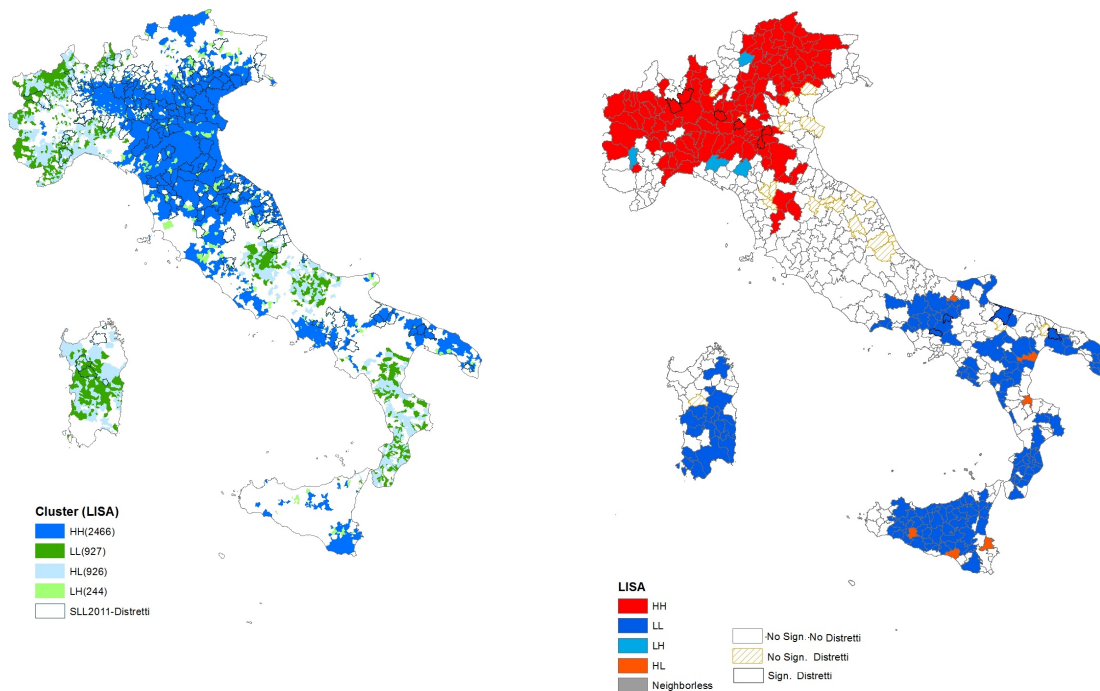 Cluster (LISA)
HH(2466)
LL(927)
HL(926)
LH(244)
SLL2011-Distretti
LISA
HH
LL
LH
HL
Neighborless
No Sign.-No Distretti
No Sign. Distretti
Sign. Distretti